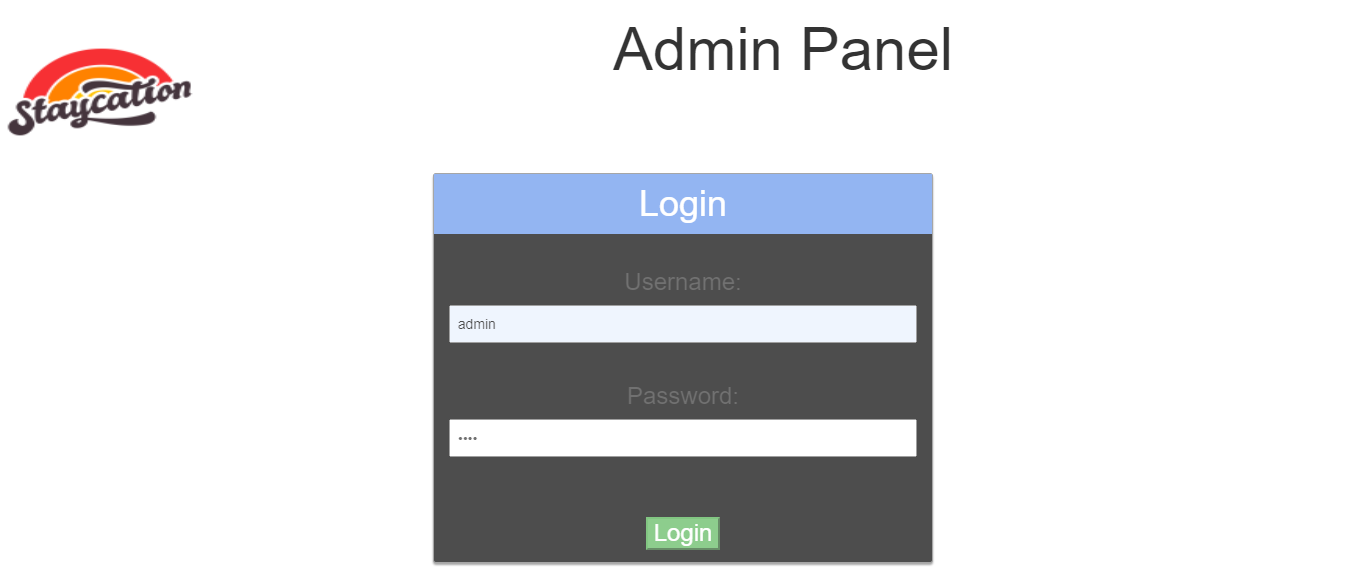 Admin Panel
Staycation
Login
Username:
admin
Password:
••••
Login